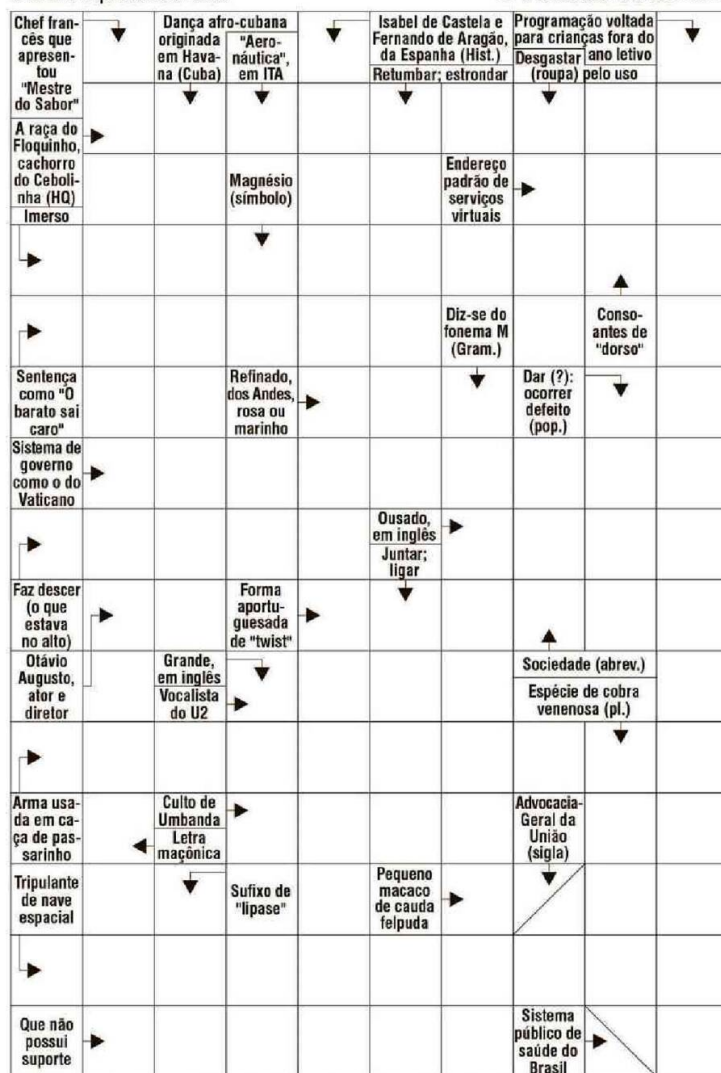 Chef fran-
cês que
apresen-
tou
"Mestre
do Sabor"
Dança afro-cubana
originada
em Hava-
na (Cuba)
"Aero-
náutica",
em ITA
Isabel de Castela e
Fernando de Aragão,
da Espanha (Hist.)
Retumbar; estrondar
Programação voltada
para crianças fora do
ano letivo
Desgastar
(roupa) pelo uso
A raça do
Floquinho,
cachorro
do Ceboli-
nha (HQ)
Imerso
Magnésio
(símbolo)
Endereço
padrão de
serviços
virtuais
Diz-se do
fonema M
(Gram.)
Conso-
antes de
"dorso"
Sentença
como "O
barato sai
caro"
Refinado,
dos Andes,
rosa ou
marinho
Dar (?):
ocorrer
defeito
(pop.)
Sistema de
governo
como o do
Vaticano
Ousado,
em inglês
Juntar;
ligar
Faz descer
(o que
estava
no alto)
Forma
aportu-
guesada
de "twist"
Otávio
Augusto,
ator e
diretor
Grande,
em inglês
Vocalista
do U2
Sociedade (abrev.)
Espécie de cobra
venenosa (pl.)
Arma usa-
da em ca-
ça de pas-
sarinho
Culto de
Umbanda
Letra
maçônica
Advocacia-
Geral da
União
(sigla)
Tripulante
de nave
espacial
Sufixo de
"lipase"
Pequeno
macaco
de cauda
felpuda
Que não
possui
suporte
Sistema
público de
saúde do
Brasil